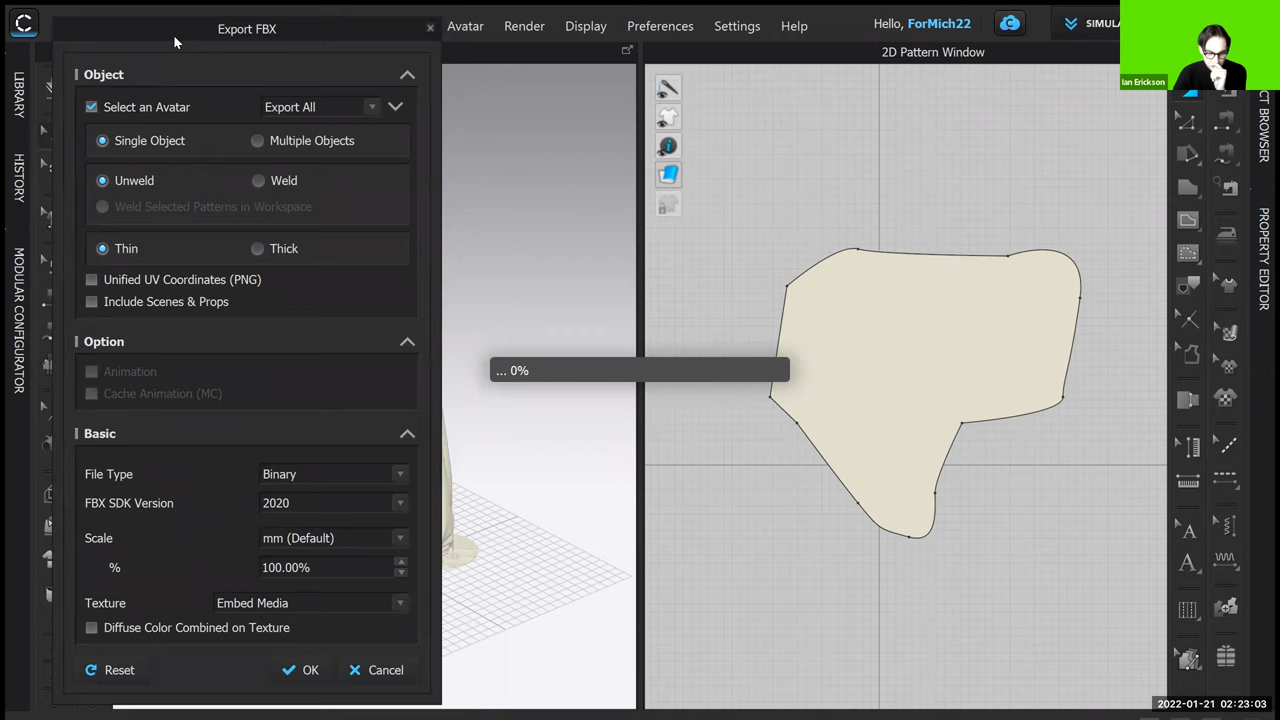 Export FBX
Avatar
Render
Display
Preferences
Settings
Help
Hello, ForMich22
SIMULA
2D Pattern Window
Ian Erickson
Object
Select an Avatar
Export All
Single Object
Multiple Objects
Unweld
Weld
Weld Selected Patterns in Workspace
Thin
Thick
Unified UV Coordinates (PNG)
Include Scenes & Props
Option
Animation
Cache Animation (MC)
Basic
File Type
Binary
FBX SDK Version
2020
Scale
mm (Default)
%
100.00%
Texture
Embed Media
Diffuse Color Combined on Texture
Reset
OK
Cancel
... 0%
LIBRARY
HISTORY
MODULAR CONFIGURATOR
CT BROWSER
PROPERTY EDITOR
2022-01-21 02:23:03